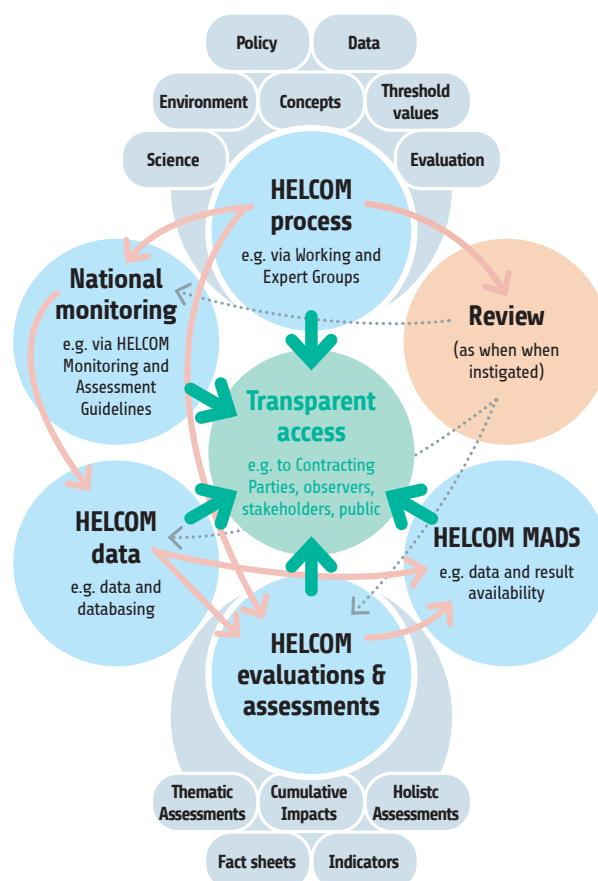 Policy
Data
Environment
Concepts
Threshold
values
Science
Evaluation
HELCOM
process
e.g. via Working and
Expert Groups
National
monitoring
e.g. via HELCOM
Monitoring and
Assessment
Guidelines
Review
(as when when
instigated)
Transparent
access
e.g. to Contracting
Parties, observers,
stakeholders, public
HELCOM
data
e.g. data and
databasing
HELCOM MADS
e.g. data and result
availability
HELCOM
evaluations &
assessments
Thematic
Assessments
Cumulative
Impacts
Holistc
Assessments
Fact sheets
Indicators